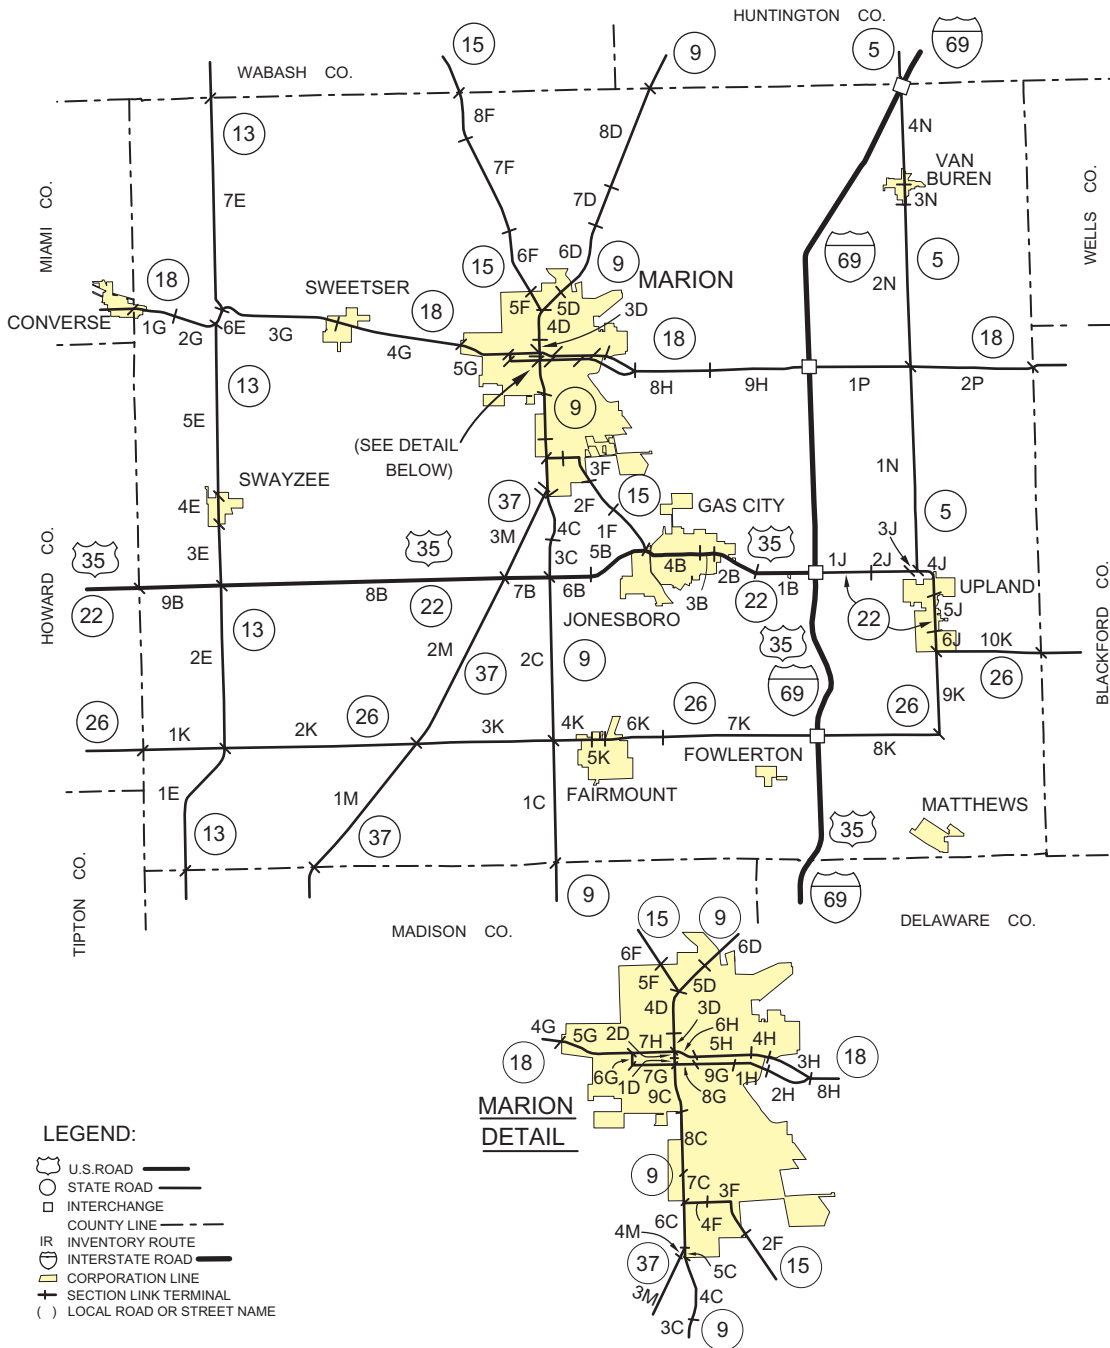 HUNTINGTON CO.
15
9
5
69
WABASH CO.
8F
8D
4N
13
7F
VAN
BUREN
7E
3N
MIAMI CO.
WELLS CO.
7D
15
6F
6D
9
69
5
MARION
2N
18
SWEETSER
5F
5D
3D
CONVERSE
1G
2G
6E
3G
18
4D
18
18
4G
5G
8H
9H
1P
2P
13
5E
9
(SEE DETAIL
BELOW)
SWAYZEE
3F
1N
37
2F
15
GAS CITY
4E
5
3M
4C
1F
3J
HOWARD CO.
35
3E
35
3C
5B
4B
35
1J
2J
4J
2B
UPLAND
22
9B
8B
22
7B
6B
3B
22
1B
22
5J
JONESBORO
BLACKFORD CO.
13
2E
2M
2C
9
35
6J
10K
37
69
9K
26
26
1K
2K
26
3K
4K
6K
26
7K
26
8K
5K
FOWLERTON
1E
1M
1C
FAIRMOUNT
MATTHEWS
13
37
35
TIPTON CO.
9
69
MADISON CO.
DELAWARE CO.
15
9
6F
6D
5F
5D
4D
3D
6H
4G
5G
2D
7H
5H
4H
3H
18
18
6G
1D
7G
9G
1H
2H
8H
9C
8G
MARION
DETAIL
8C
LEGEND:
9
7C
3F
U.S.ROAD
STATE ROAD
6C
4F
INTERCHANGE
4M
2F
COUNTY LINE
IR INVENTORY ROUTE
37
5C
15
INTERSTATE ROAD
CORPORATION LINE
3M
4C
SECTION LINK TERMINAL
( ) LOCAL ROAD OR STREET NAME
3C
9